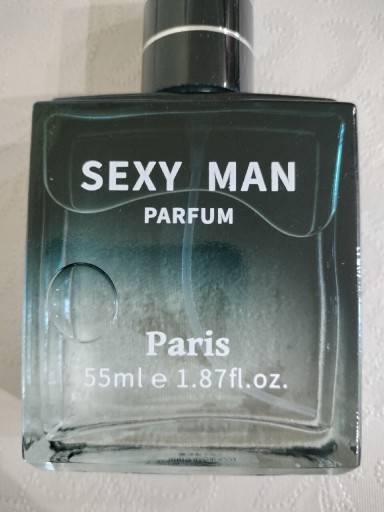 SEXY MAN
PARFUM
Paris
55ml e 1.87fl.oz.